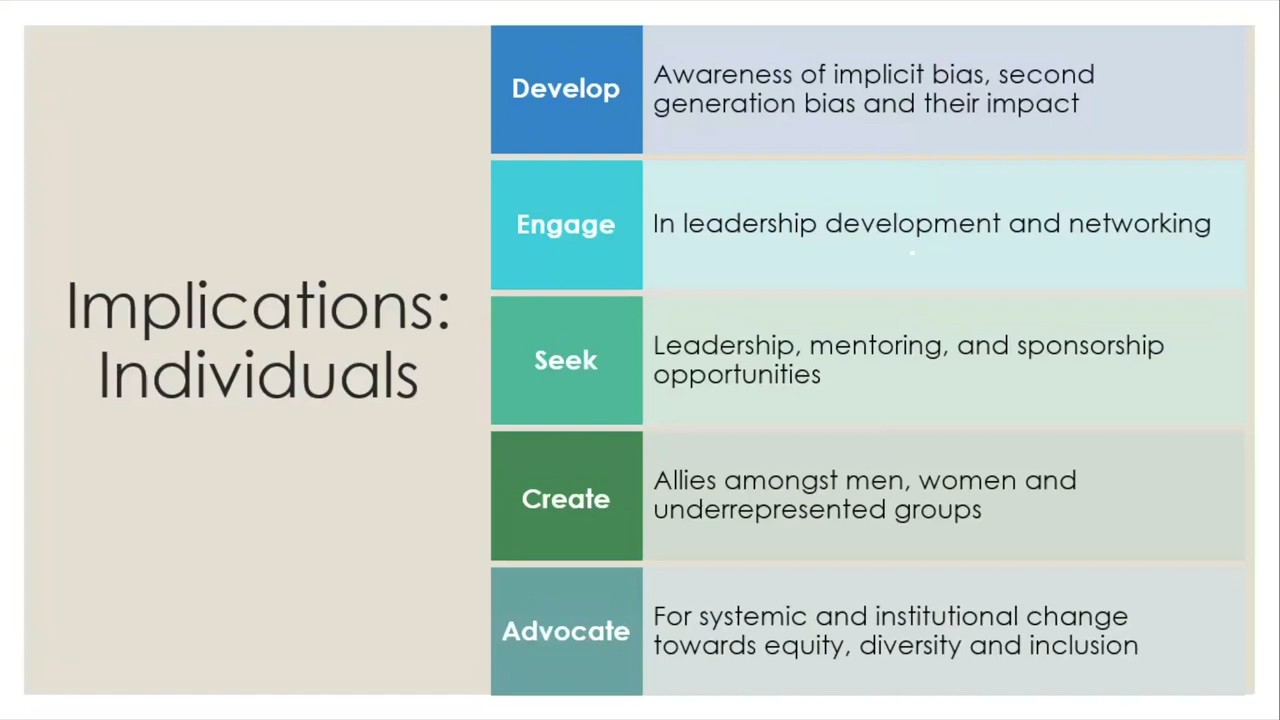 Implications:
Individuals
Develop
Awareness of implicit bias, second
generation bias and their impact
Engage
In leadership development and networking
Seek
Leadership, mentoring, and sponsorship
opportunities
Create
Allies amongst men, women and
underrepresented groups
Advocate
For systemic and institutional change
towards equity, diversity and inclusion